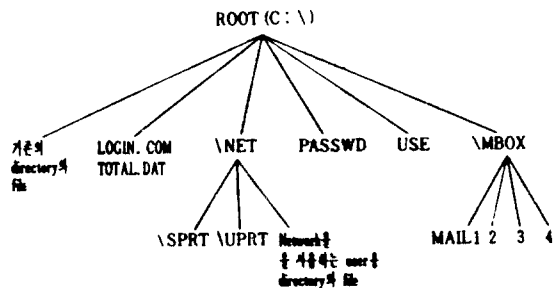 ROOT(C:\)
기존의
directory와
file
LOGIN.COM
TOTAL.DAT
\NET
PASSWD
USE
\MBOX
\SPRT
\UPRT
Network를
를 사용하는 user를
directory와 file
MAIL1 2 3 4